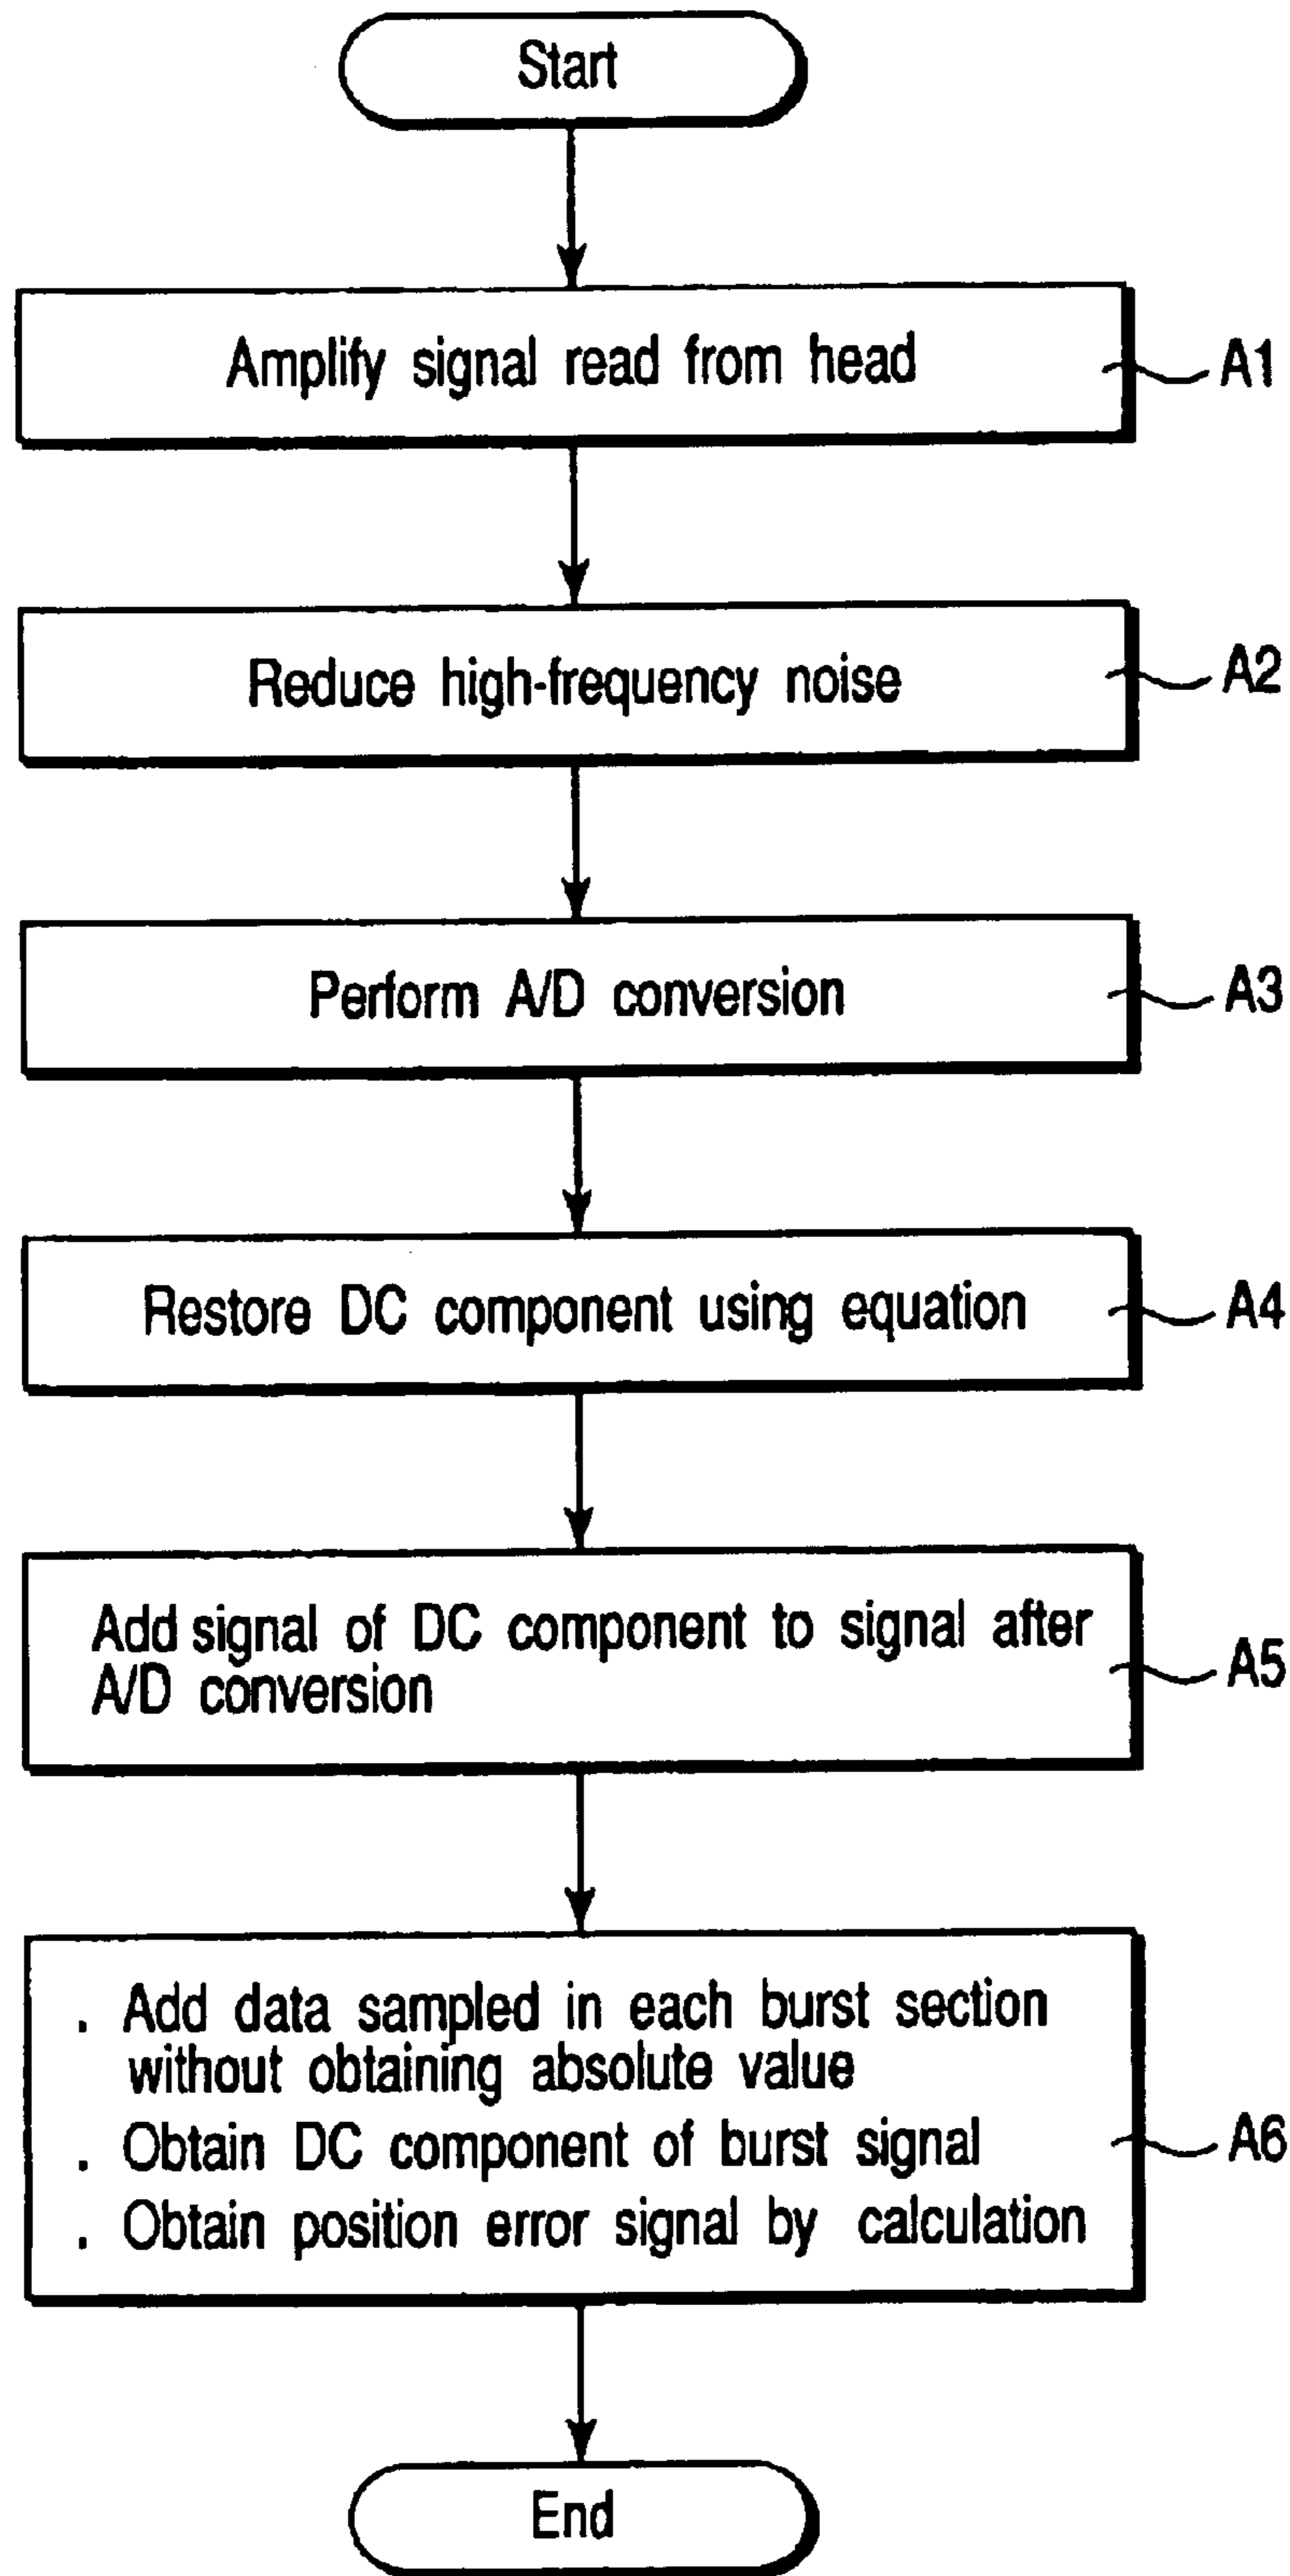 Start
Amplify signal read from head
A1
Reduce high-frequency noise
A2
Perform A/D conversion
A3
Restore DC component using equation
A4
Add signal of DC component to signal after
A/D conversion
A5
. Add data sampled in each burst section
without obtaining absolute value
. Obtain DC component of burst signal
. Obtain position error signal by calculation
A6
End